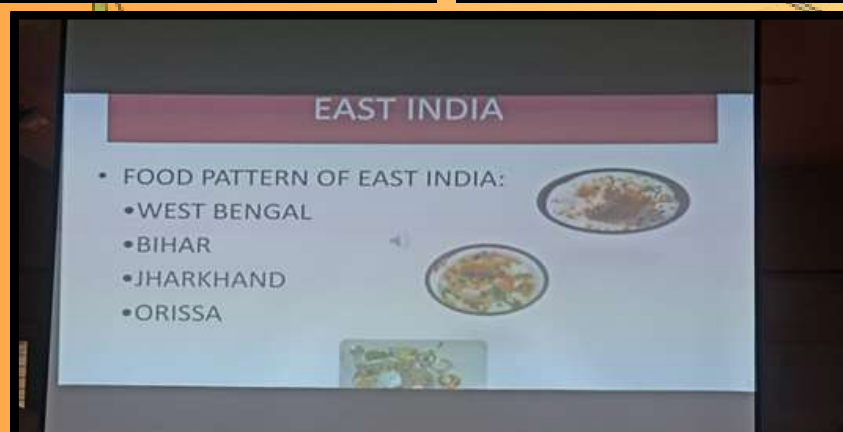 EAST INDIA
• FOOD PATTERN OF EAST INDIA:
•WEST BENGAL
•BIHAR
•JHARKHAND
•ORISSA